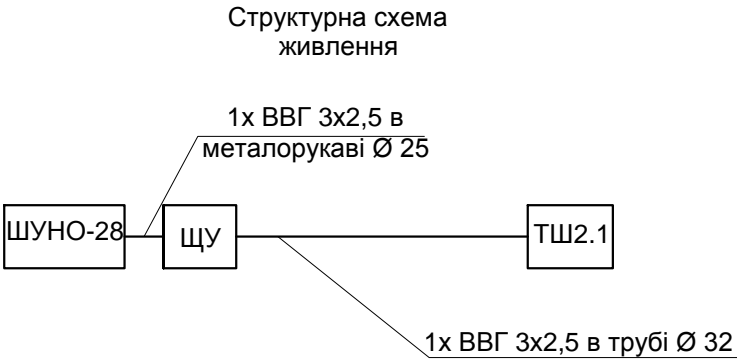 Структурна схема
живлення
1х ВВГ 3х2,5 в
металорукаві Ø 25
ШУНО-28
ЩУ
ТШ2.1
1х ВВГ 3х2,5 в трубі Ø 32